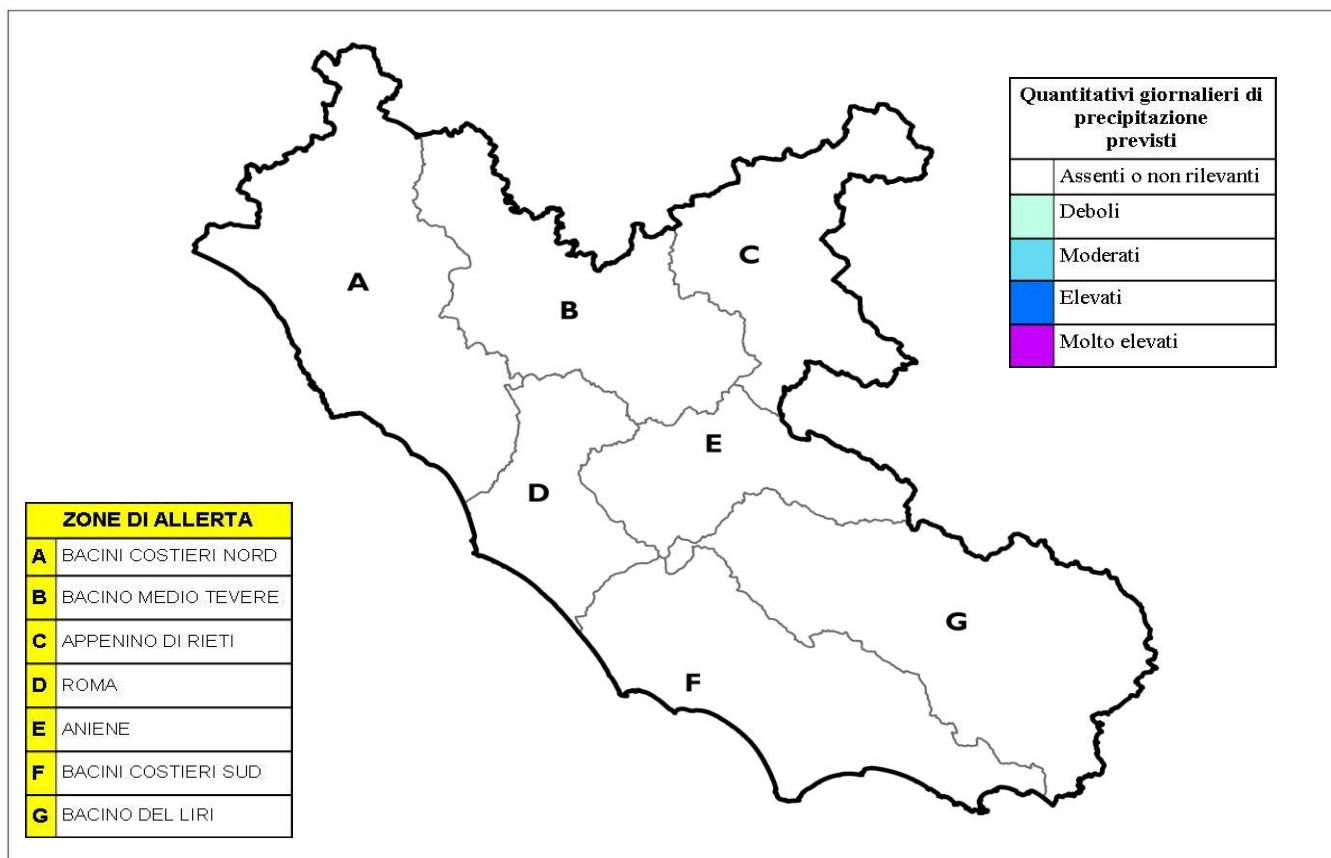 Quantitativi giornalieri di
precipitazione
previsti
Assenti o non rilevanti
Deboli
Moderati
Elevati
Molto elevati
A
B
C
D
E
F
G
ZONE DI ALLERTA
A BACINI COSTIERI NORD
B BACINO MEDIO TEVERE
C APPENINO DI RIETI
D ROMA
E ANIENE
F BACINI COSTIERI SUD
G BACINO DEL LIRI